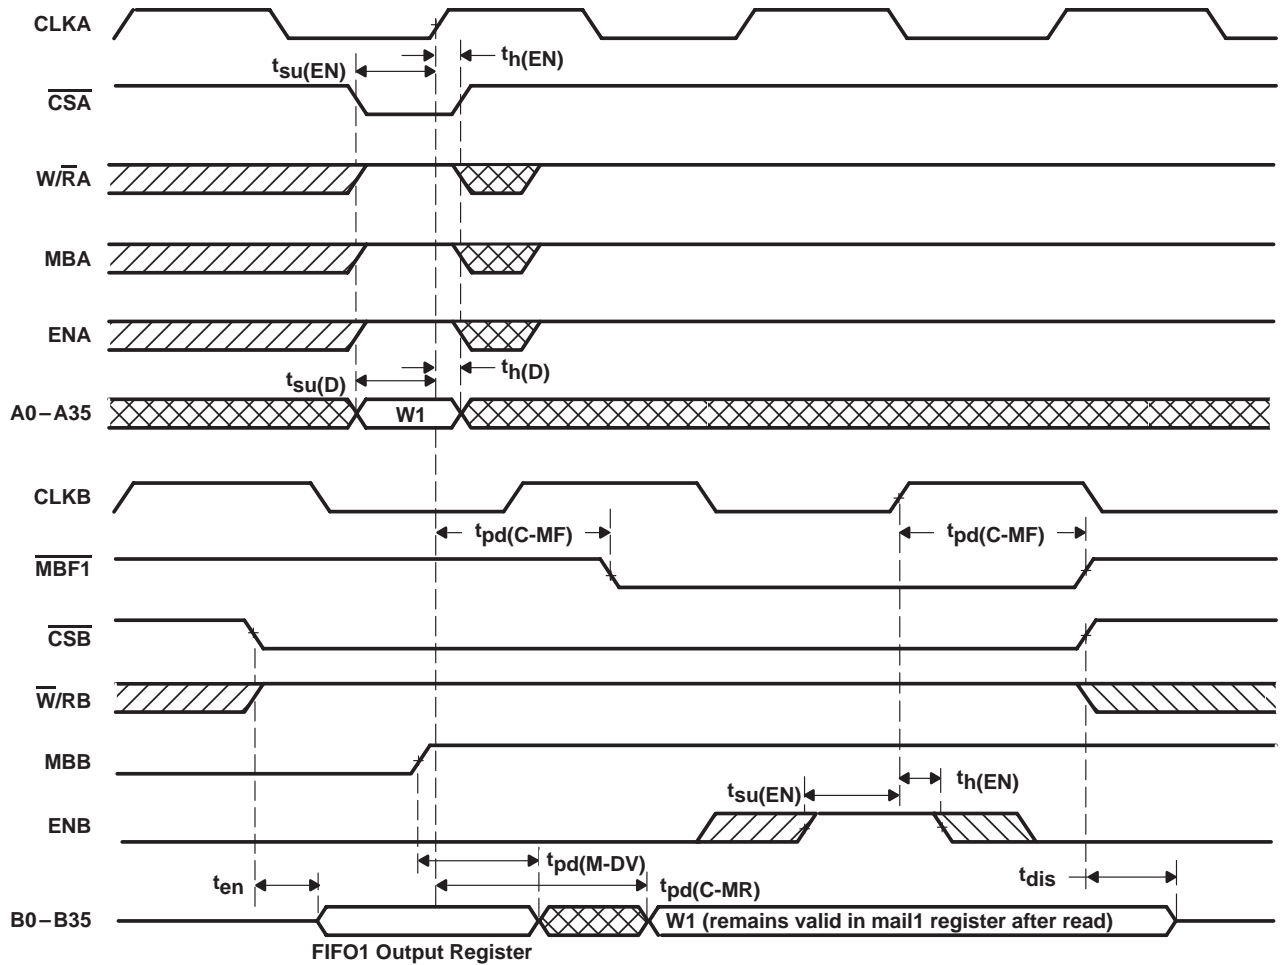 CLKA
th(EN)
tsu(EN)
CSA
W/RA
MBA
ENA
tsu(D)
th(D)
A0–A35
W1
CLKB
tpd(C-MF)
tpd(C-MF)
MBF1
CSB
W/RB
MBB
tsu(EN)
th(EN)
ENB
ten
tpd(M-DV)
tpd(C-MR)
tdis
B0–B35
W1 (remains valid in mail1 register after read)
FIFO1 Output Register